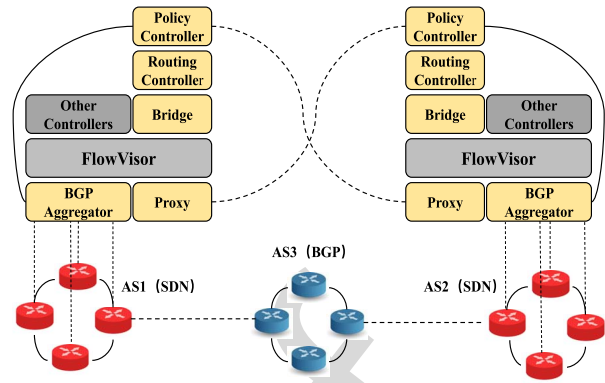 Policy
Controller
Policy
Controller
Routing
Controller
Routing
Controller
Other
Controllers
Bridge
Bridge
Other
Controllers
FlowVisor
FlowVisor
BGP
Aggregator
Proxy
Proxy
BGP
Aggregator
AS1 (SDN)
AS3 (BGP)
AS2 (SDN)